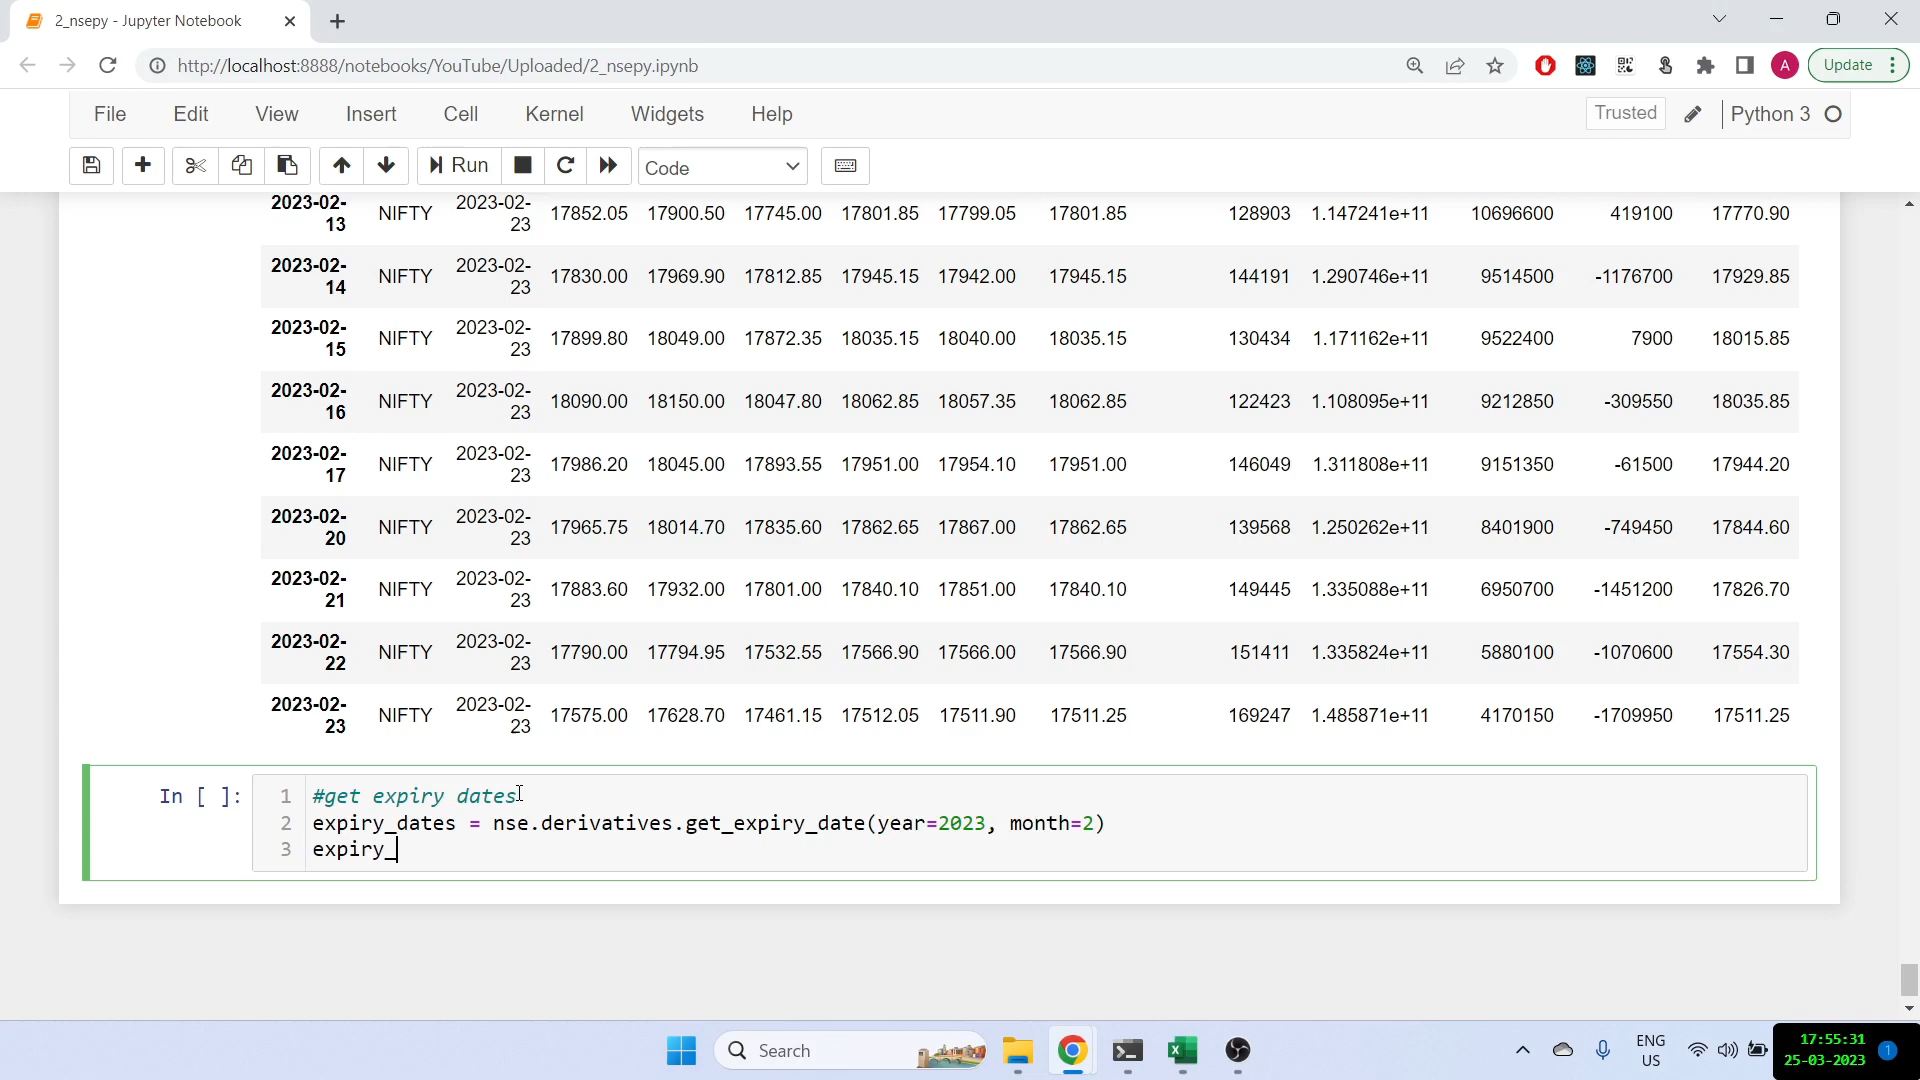 2_nsepy - Jupyter Notebook
http://localhost:8888/notebooks/YouTube/Uploaded/2_nsepy.ipynb
A
Update
File Edit View Insert Cell Kernel Widgets Help
Trusted
Python 3
Run
Code
2023-02-
13 NIFTY 2023-02-
23 17852.05 17900.50 17745.00 17801.85 17799.05 17801.85 128903 1.147241e+11 10696600 419100 17770.90
2023-02-
14 NIFTY 2023-02-
23 17830.00 17969.90 17812.85 17945.15 17942.00 17945.15 144191 1.290746e+11 9514500 -1176700 17929.85
2023-02-
15 NIFTY 2023-02-
23 17899.80 18049.00 17872.35 18035.15 18040.00 18035.15 130434 1.171162e+11 9522400 7900 18015.85
2023-02-
16 NIFTY 2023-02-
23 18090.00 18150.00 18047.80 18062.85 18057.35 18062.85 122423 1.108095e+11 9212850 -309550 18035.85
2023-02-
17 NIFTY 2023-02-
23 17986.20 18045.00 17893.55 17951.00 17954.10 17951.00 146049 1.311808e+11 9151350 -61500 17944.20
2023-02-
20 NIFTY 2023-02-
23 17965.75 18014.70 17835.60 17862.65 17867.00 17862.65 139568 1.250262e+11 8401900 -749450 17844.60
2023-02-
21 NIFTY 2023-02-
23 17883.60 17932.00 17801.00 17840.10 17851.00 17840.10 149445 1.335088e+11 6950700 -1451200 17826.70
2023-02-
22 NIFTY 2023-02-
23 17790.00 17794.95 17532.55 17566.90 17566.00 17566.90 151411 1.335824e+11 5880100 -1070600 17554.30
2023-02-
23 NIFTY 2023-02-
23 17575.00 17628.70 17461.15 17512.05 17511.90 17511.25 169247 1.485871e+11 4170150 -1709950 17511.25
In [ ]: 1 #get expiry dates
2 expiry_dates = nse.derivatives.get_expiry_date(year=2023, month=2)
3 expiry_
Search
ENG
US
17:55:31
25-03-2023
1